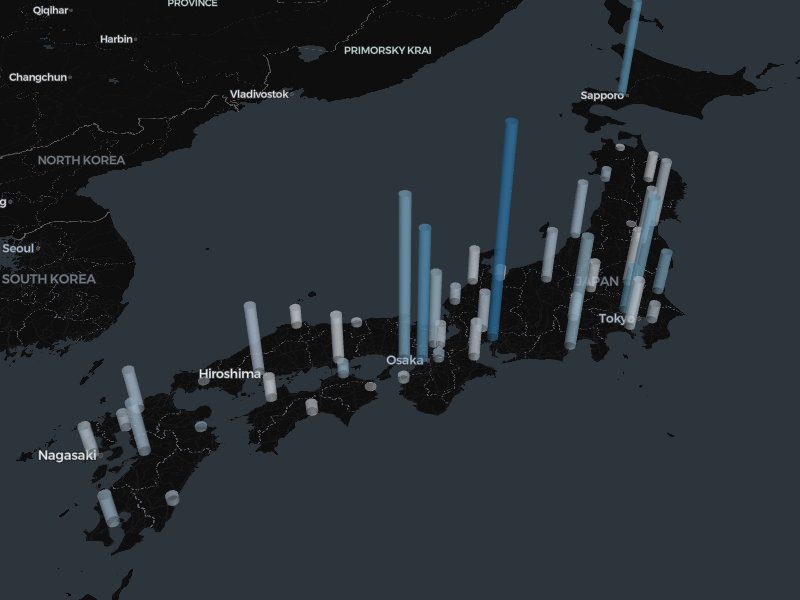 PROVINCE
Qiqihar
Harbin
PRIMORSKY KRAI
Changchun
Vladivostok
Sapporo
NORTH KOREA
g
Seoul
SOUTH KOREA
JAPAN
Tokyo
Osaka
Hiroshima
Nagasaki